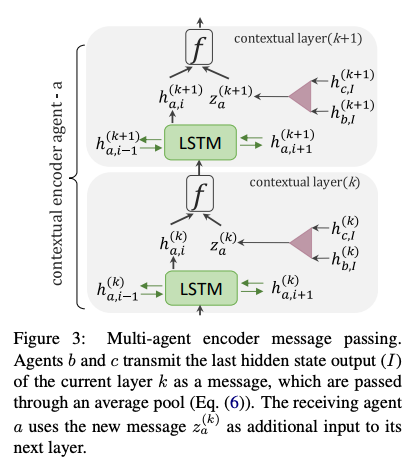 contextual encoder agent - a
f
contextual layer(k+1)
h_{a,i}^{(k+1)} z_a^{(k+1)}
h_{c,I}^{(k+1)}
h_{b,I}^{(k+1)}
h_{a,i-1}^{(k+1)} LSTM h_{a,i+1}^{(k+1)}
f
contextual layer(k)
h_{a,i}^{(k)} z_a^{(k)}
h_{c,I}^{(k)}
h_{b,I}^{(k)}
h_{a,i-1}^{(k)} LSTM h_{a,i+1}^{(k)}
Figure 3: Multi-agent encoder message passing.
Agents b and c transmit the last hidden state output (I)
of the current layer k as a message, which are passed
through an average pool (Eq. (6)). The receiving agent
a uses the new message z_a^{(k)} as additional input to its
next layer.